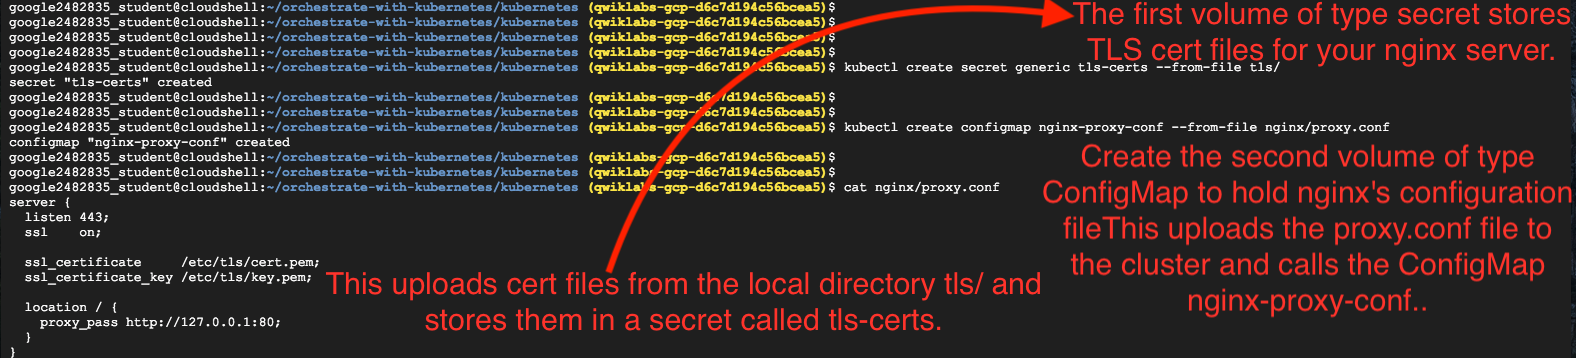 google2482835_student@cloudshell:~/orchestrate-with-kubernetes/kubernetes (qwiklabs-gcp-d6c7d194c56bcea5)$
google2482835_student@cloudshell:~/orchestrate-with-kubernetes/kubernetes (qwiklabs-gcp-d6c7d194c56bcea5)$
google2482835_student@cloudshell:~/orchestrate-with-kubernetes/kubernetes (qwiklabs-gcp-d6c7d194c56bcea5)$
google2482835_student@cloudshell:~/orchestrate-with-kubernetes/kubernetes (qwiklabs-gcp-d6c7d194c56bcea5)$
google2482835_student@cloudshell:~/orchestrate-with-kubernetes/kubernetes (qwiklabs-gcp-d6c7d194c56bcea5)$ kubectl create secret generic tls-certs --from-file tls/
secret "tls-certs" created
google2482835_student@cloudshell:~/orchestrate-with-kubernetes/kubernetes (qwiklabs-gcp-d6c7d194c56bcea5)$
google2482835_student@cloudshell:~/orchestrate-with-kubernetes/kubernetes (qwiklabs-gcp-d6c7d194c56bcea5)$
google2482835_student@cloudshell:~/orchestrate-with-kubernetes/kubernetes (qwiklabs-gcp-d6c7d194c56bcea5)$ kubectl create configmap nginx-proxy-conf --from-file nginx/proxy.conf
configmap "nginx-proxy-conf" created
google2482835_student@cloudshell:~/orchestrate-with-kubernetes/kubernetes (qwiklabs-gcp-d6c7d194c56bcea5)$
google2482835_student@cloudshell:~/orchestrate-with-kubernetes/kubernetes (qwiklabs-gcp-d6c7d194c56bcea5)$
google2482835_student@cloudshell:~/orchestrate-with-kubernetes/kubernetes (qwiklabs-gcp-d6c7d194c56bcea5)$ cat nginx/proxy.conf
server {
  listen 443;
  ssl    on;
  ssl_certificate     /etc/tls/cert.pem;
  ssl_certificate_key /etc/tls/key.pem;
  location / {
    proxy_pass http://127.0.0.1:80;
  }
}
The first volume of type secret stores
TLS cert files for your nginx server.
Create the second volume of type
ConfigMap to hold nginx's configuration
fileThis uploads the proxy.conf file to
the cluster and calls the ConfigMap
nginx-proxy-conf..
This uploads cert files from the local directory tls/ and
stores them in a secret called tls-certs.